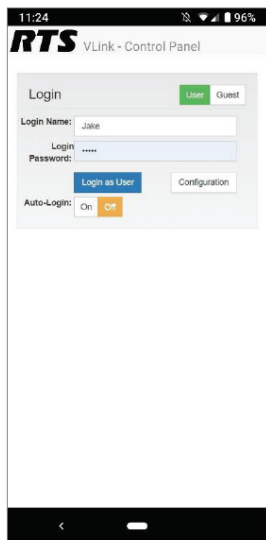 11:24 96%
RTS VLink - Control Panel
Login User Guest
Login Name: Jake
Login Password: •••••
Login as User Configuration
Auto-Login: On Off